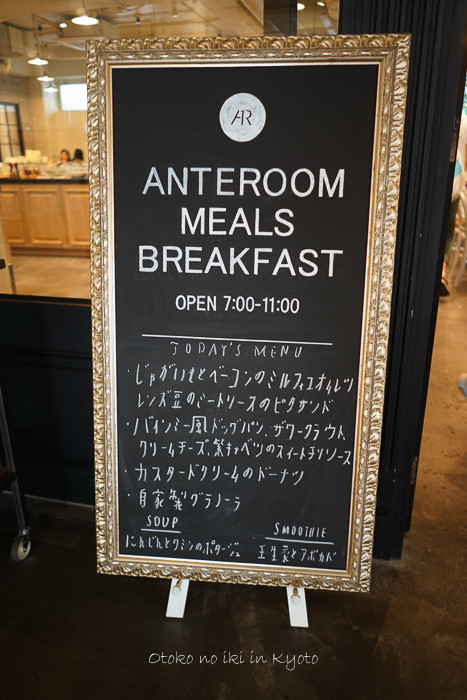 AR
ANTEROOM
MEALS
BREAKFAST
OPEN 7:00-11:00
TODAY'S MENU
・じゃがいもとベーコンのミルフィユオムレツ
レンズ豆のミートソースのピタサンド
・バインミー風ドッグパン、ザワークラウト、
クリームチーズ、紫キャベツのスイートチリソース
・カスタードクリームのドーナツ
・自家製グラノーラ
SOUP
にんじんとクミンのポタージュ
SMOOTHIE
壬生菜とアボカド
Otoko no iki in Kyoto